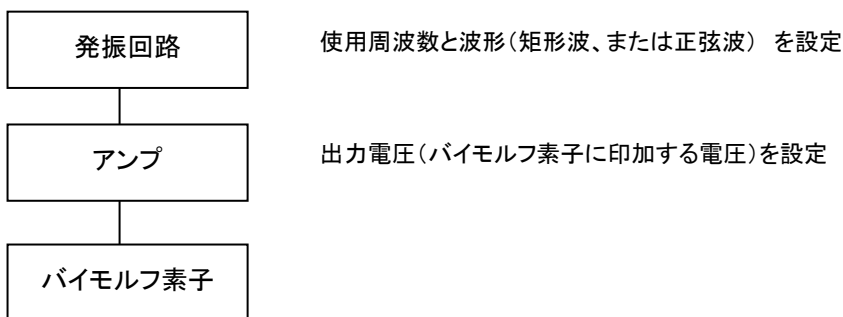 発振回路
使用周波数と波形（矩形波、または正弦波） を設定
アンプ
出力電圧（バイモルフ素子に印加する電圧）を設定
バイモルフ素子